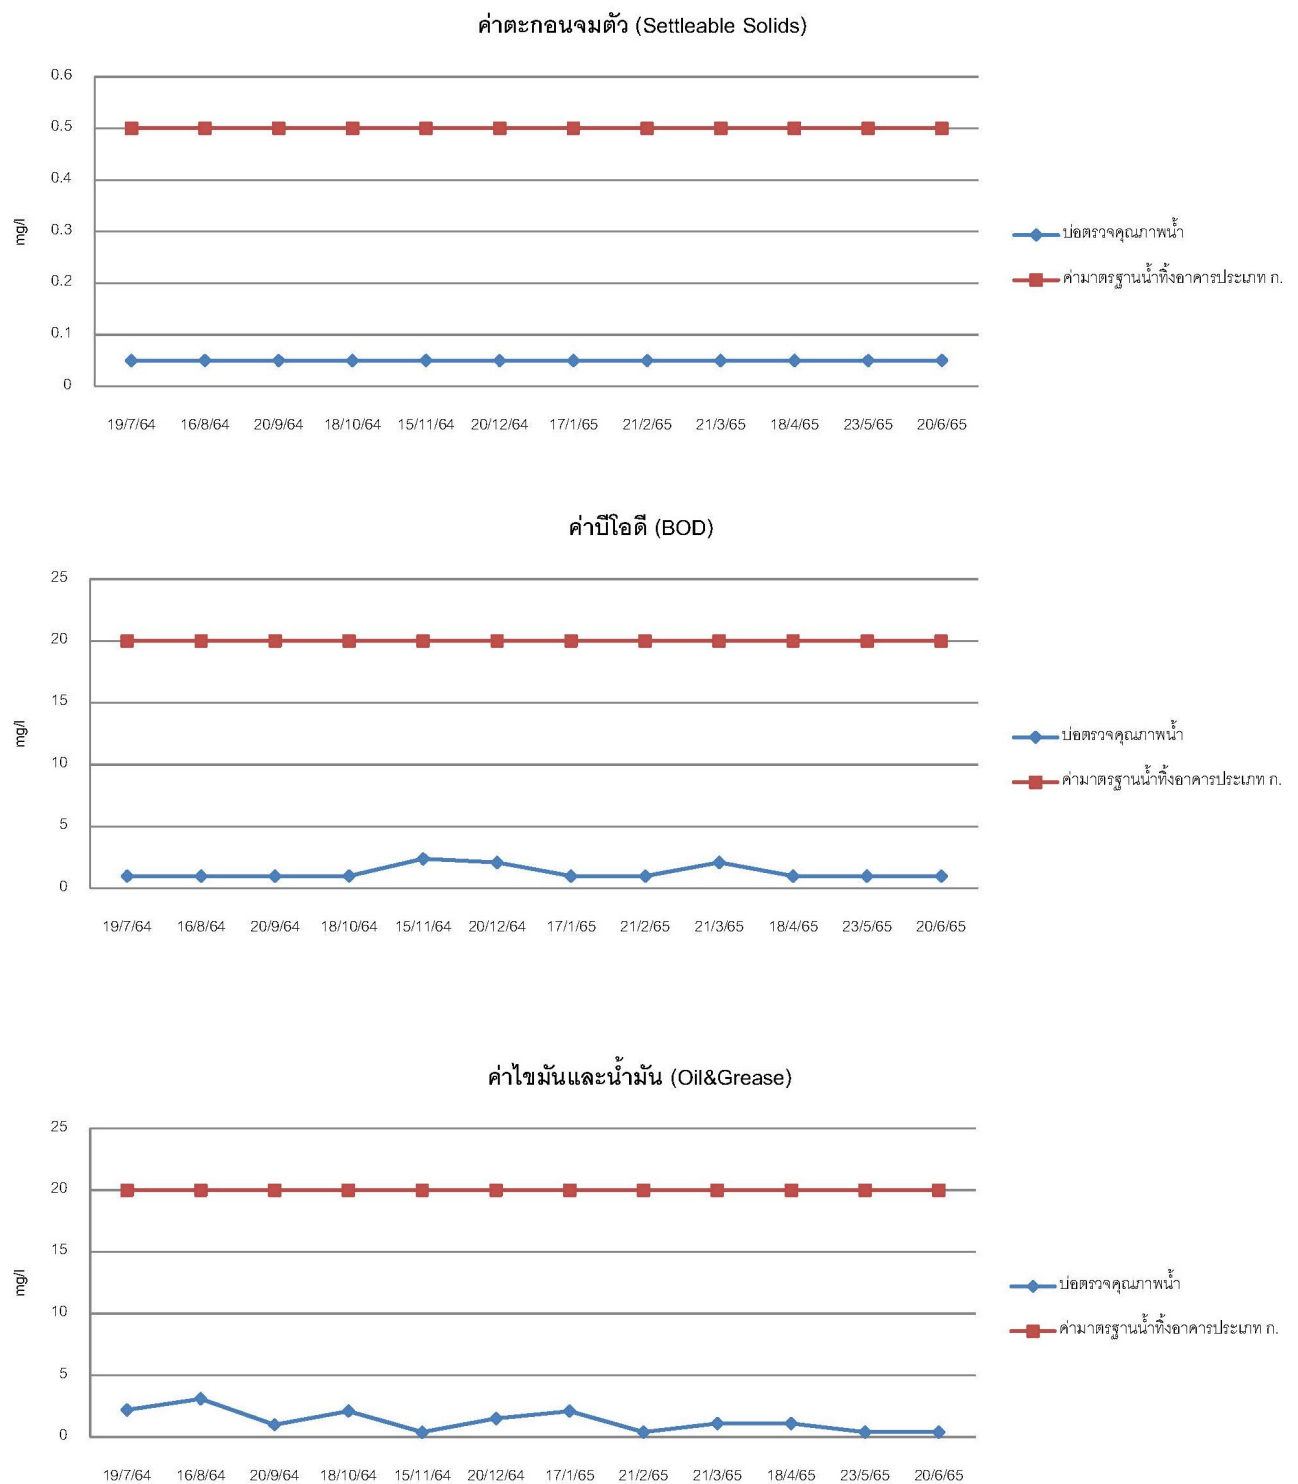 ค่าตะกอนจมตัว (Settleable Solids)
0.6
0.5
0.4
0.3
0.2
0.1
0
mg/l
19/7/64 16/8/64 20/9/64 18/10/64 15/11/64 20/12/64 17/1/65 21/2/65 21/3/65 18/4/65 23/5/65 20/6/65
บ่อตรวจคุณภาพน้ำ
ค่ามาตรฐานน้ำทิ้งอาคารประเภท ก.
ค่าบีโอดี (BOD)
25
20
15
10
5
0
mg/l
19/7/64 16/8/64 20/9/64 18/10/64 15/11/64 20/12/64 17/1/65 21/2/65 21/3/65 18/4/65 23/5/65 20/6/65
บ่อตรวจคุณภาพน้ำ
ค่ามาตรฐานน้ำทิ้งอาคารประเภท ก.
ค่าไขมันและน้ำมัน (Oil&Grease)
25
20
15
10
5
0
mg/l
19/7/64 16/8/64 20/9/64 18/10/64 15/11/64 20/12/64 17/1/65 21/2/65 21/3/65 18/4/65 23/5/65 20/6/65
บ่อตรวจคุณภาพน้ำ
ค่ามาตรฐานน้ำทิ้งอาคารประเภท ก.